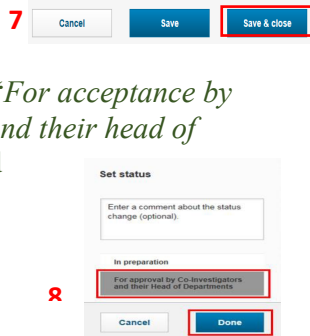 7 Cancel Save Save & close
"For acceptance by
nd their head of
Set status
Enter a comment about the status
change (optional).
In preparation
For approval by Co-Investigators
and their Head of Departments
8
Cancel Done